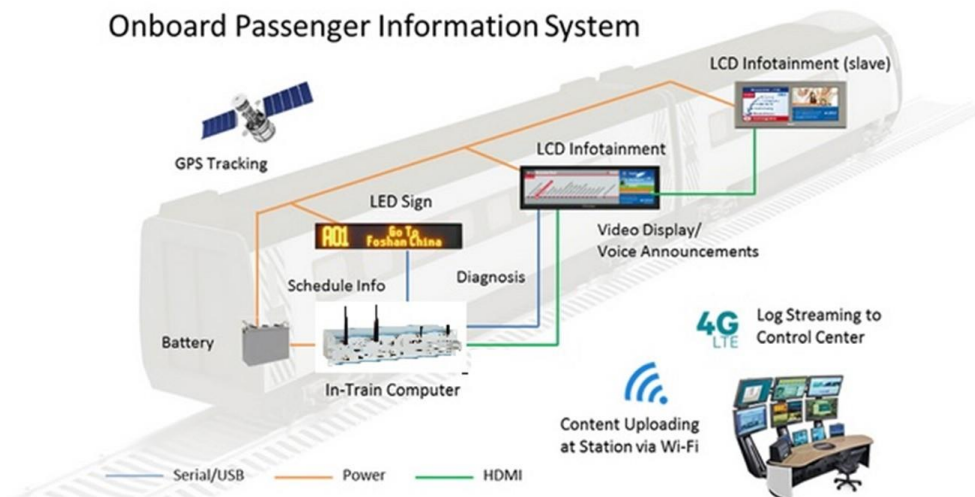 Onboard Passenger Information System
LCD Infotainment (slave)
GPS Tracking
LCD Infotainment
LED Sign
A01
Go To
Foshan China
Video Display/
Voice Announcements
Schedule Info
Diagnosis
Battery
In-Train Computer
4G
LTE
Log Streaming to
Control Center
Content Uploading
at Station via Wi-Fi
Serial/USB
Power
HDMI